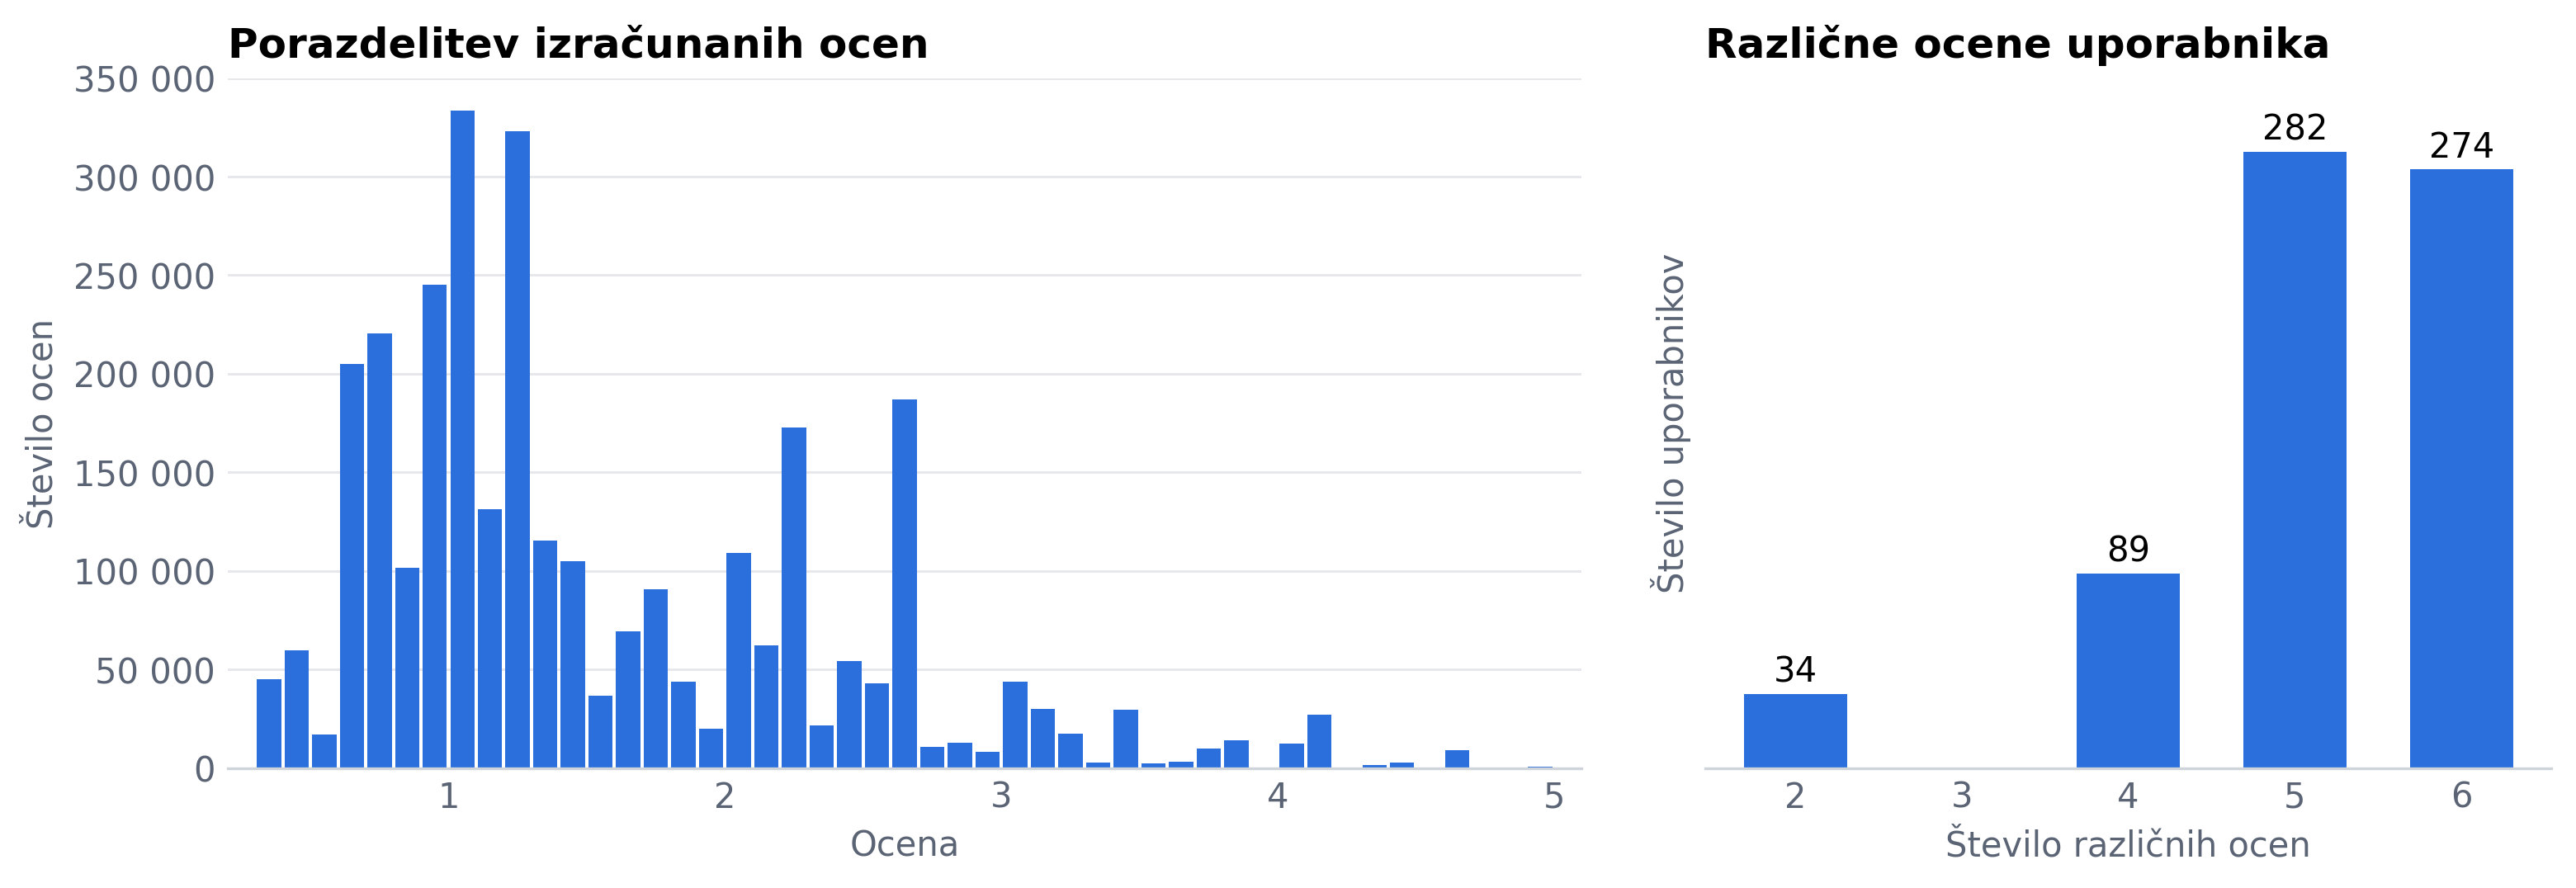 Porazdelitev izračunanih ocen
350 000
300 000
250 000
200 000
150 000
100 000
50 000
0
Število ocen
1 2 3 4 5
Ocena
Različne ocene uporabnika
Število uporabnikov
34
89
282
274
2 3 4 5 6
Število različnih ocen